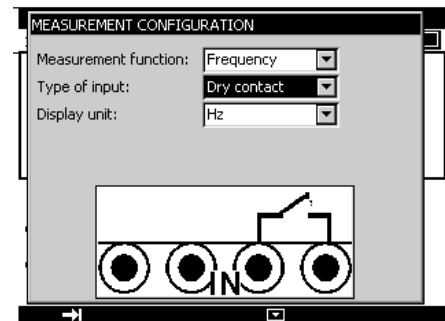 MEASUREMENT CONFIGURATION
Measurement function: Frequency
Type of input: Dry contact
Display unit: Hz
IN